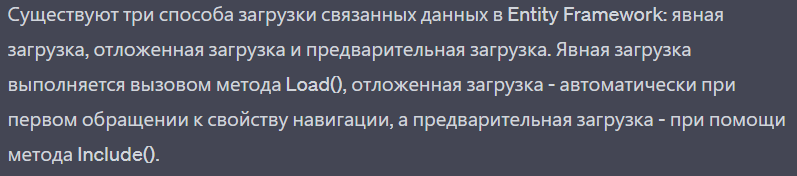 Существуют три способа загрузки связанных данных в Entity Framework: явная
загрузка, отложенная загрузка и предварительная загрузка. Явная загрузка
выполняется вызовом метода Load(), отложенная загрузка - автоматически при
первом обращении к свойству навигации, а предварительная загрузка - при помощи
метода Include().